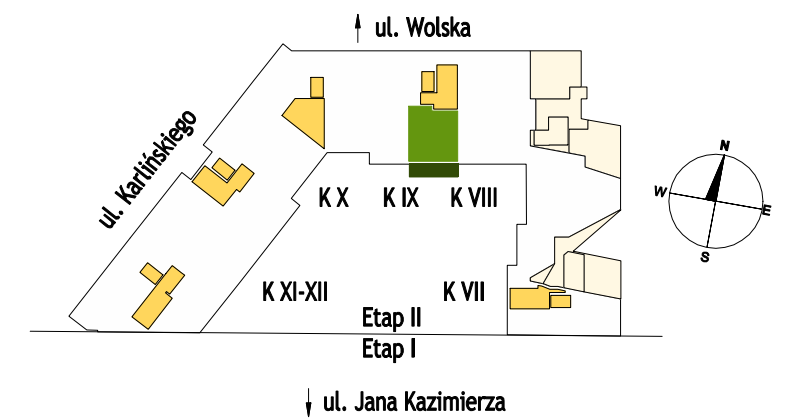 ul. Wolska
ul. Karlińskiego
N
W
E
S
K X
K IX
K VIII
K XI-XII
K VII
Etap II
Etap I
ul. Jana Kazimierza